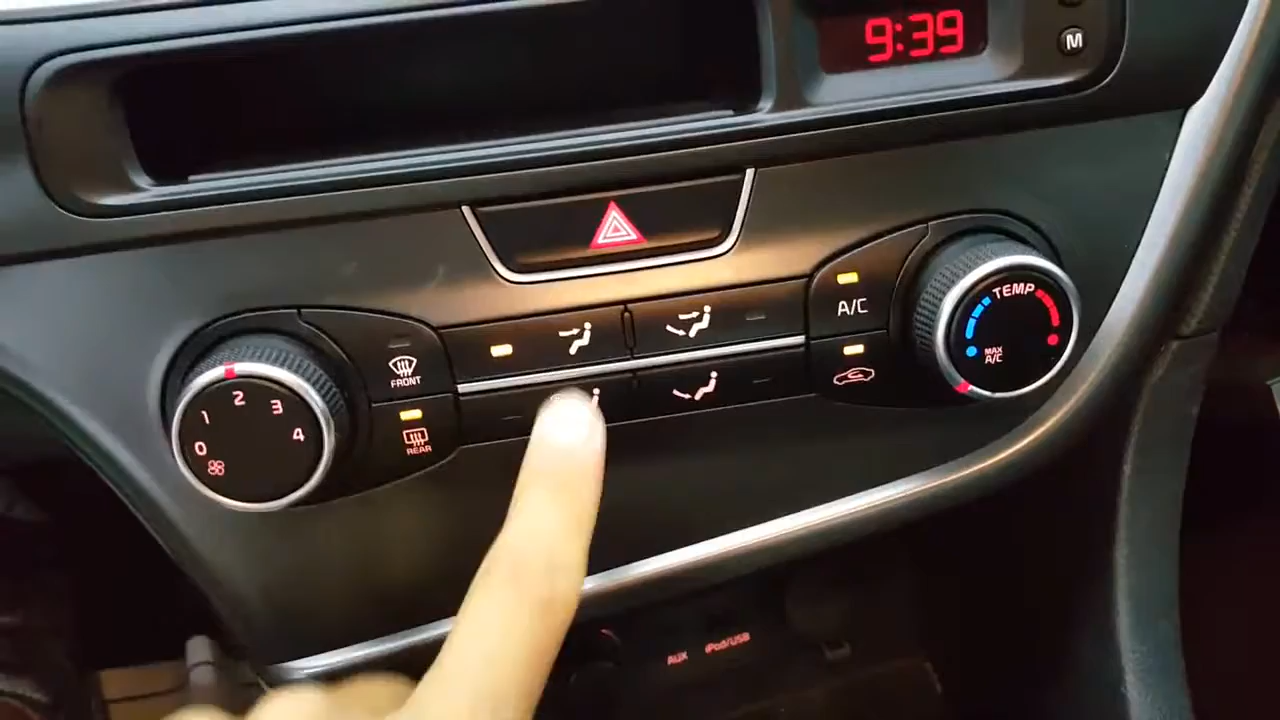 9:39
M
TEMP
A/C
MAX
A/C
FRONT
1 2 3
0 4
REAR
AUX iPod/USB